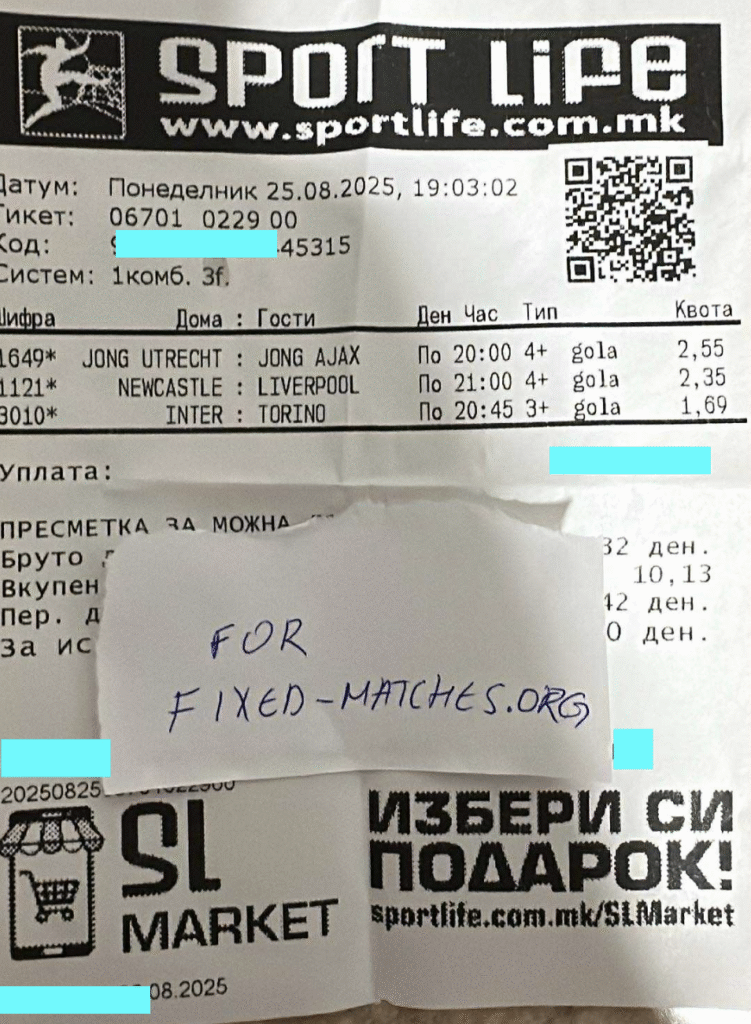 SPORT LIFE
www.sportlife.com.mk
Датум: Понеделник 25.08.2025, 19:03:02
Тикет: 06701 0229 00
Код: 45315
Систем: 1комб. 3f.
Шифра Дома : Гости Ден Час Тип Квота
1649* JONG UTRECHT : JONG AJAX По 20:00 4+ gola 2,55
1121* NEWCASTLE : LIVERPOOL По 21:00 4+ gola 2,35
3010* INTER : TORINO По 20:45 3+ gola 1,69
Уплата:
ПРЕСМЕТКА ЗА МОЖНА
Бруто 32 ден.
Вкупен 10,13
Пер. д 42 ден.
За ис 0 ден.
FOR
FIXED-MATCHES.ORG
20250825
SL
MARKET
ИЗБЕРИ СИ
ПОДАРОК!
sportlife.com.mk/SLMarket
.08.2025